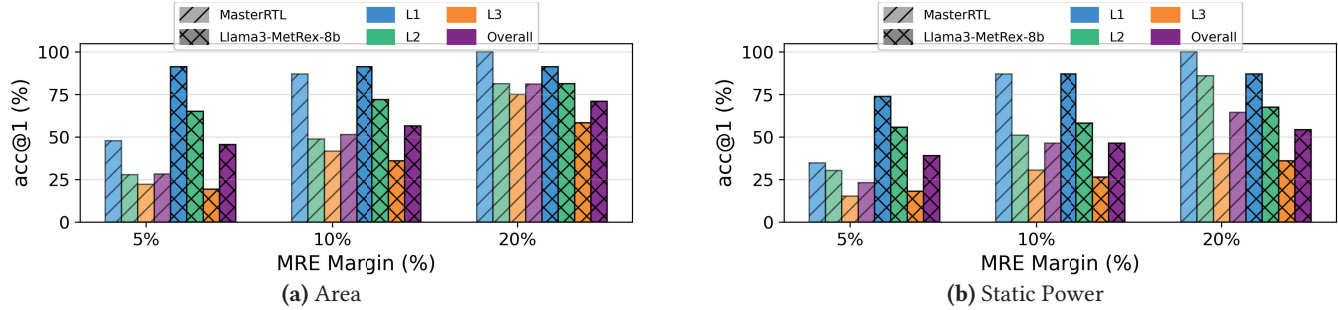 MasterRTL
Llama3-MetRex-8b
L1
L2
L3
Overall
100
75
50
25
0
acc@1 (%)
5%
10%
20%
MRE Margin (%)
(a) Area
MasterRTL
Llama3-MetRex-8b
L1
L2
L3
Overall
100
75
50
25
0
acc@1 (%)
5%
10%
20%
MRE Margin (%)
(b) Static Power